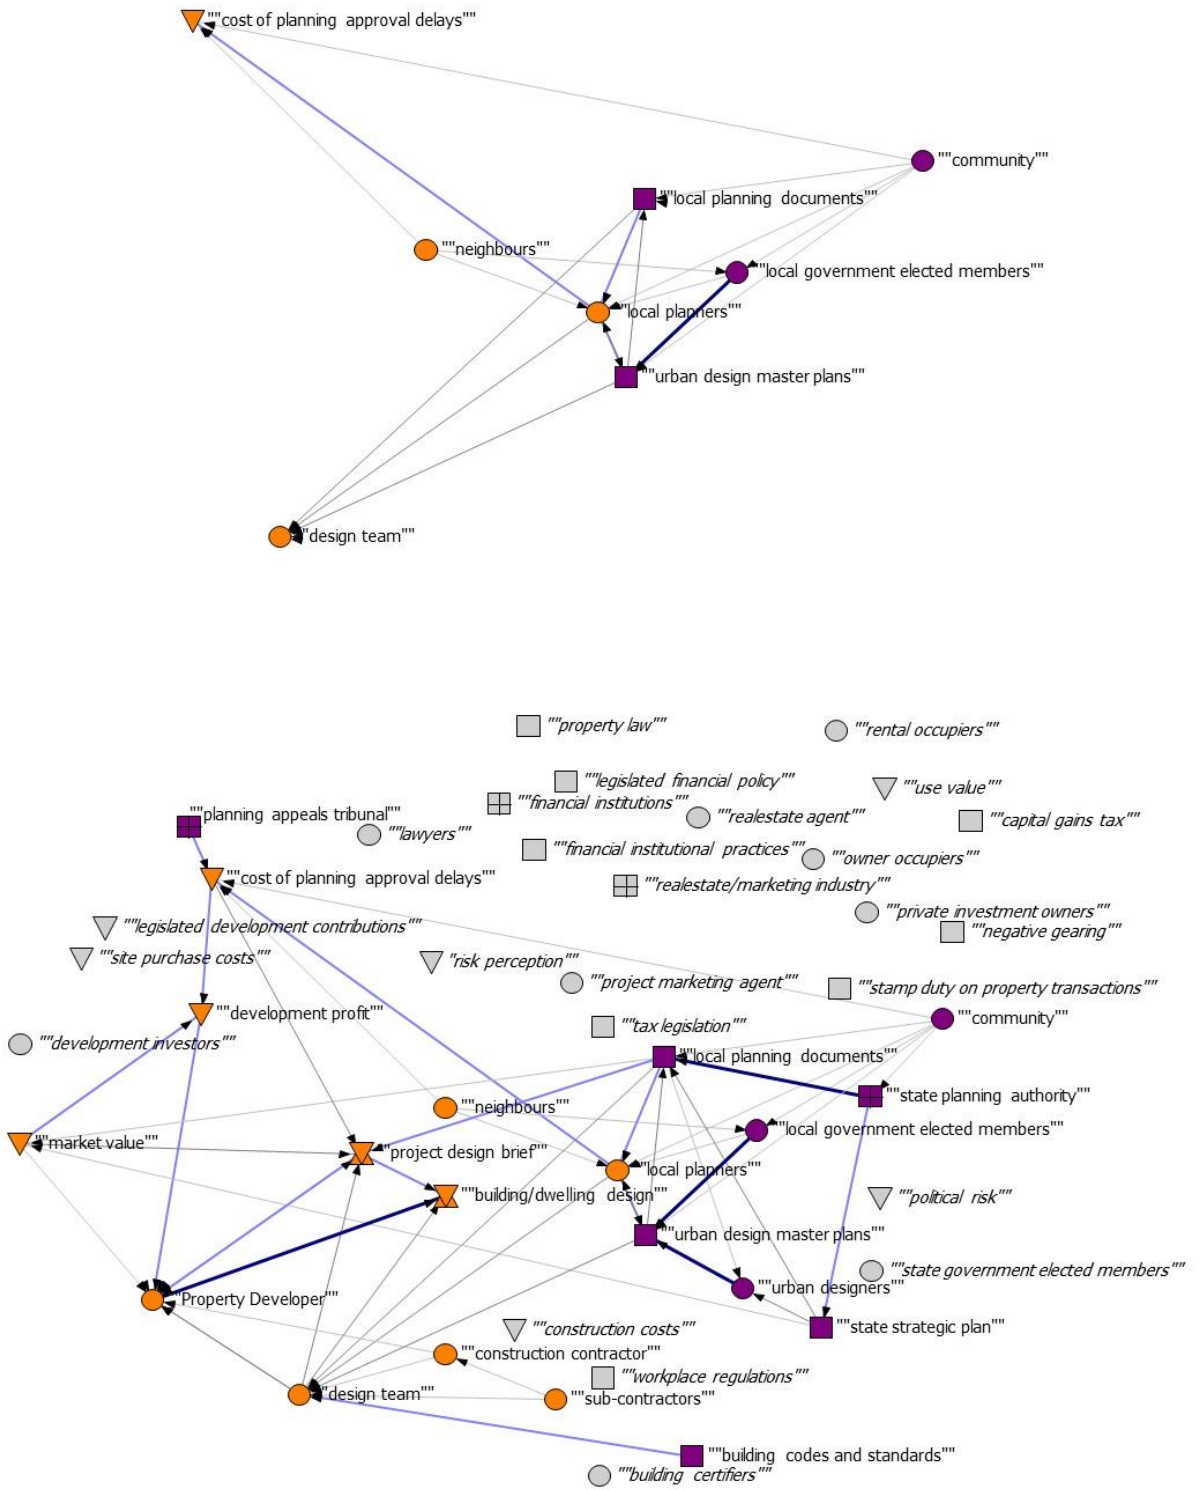 ""cost of planning approval delays""
""community""
""local planning documents""
""neighbours""
""local government elected members""
""local planners""
""urban design master plans""
""design team""
""property law""
""rental occupiers""
""legislated financial policy""
""use value""
""financial institutions""
""planning appeals tribunal""
""realestate agent""
""capital gains tax""
""lawyers""
""financial institutional practices""
""owner occupiers""
""cost of planning approval delays""
""realestate/marketing industry""
""private investment owners""
""legislated development contributions""
""negative gearing""
""site purchase costs""
"risk perception""
""project marketing agent""
""stamp duty on property transactions""
""development profit""
""community""
""tax legislation""
""development investors""
""local planning documents""
""state planning authority""
""neighbours""
""local government elected members""
""market value""
""project design brief""
""local planners""
""building/dwelling design""
""political risk""
""urban design master plans""
""state government elected members""
""urban designers""
""Property Developer""
""state strategic plan""
""construction costs""
""construction contractor""
""workplace regulations""
""design team""
""sub-contractors""
""building codes and standards""
""building certifiers""